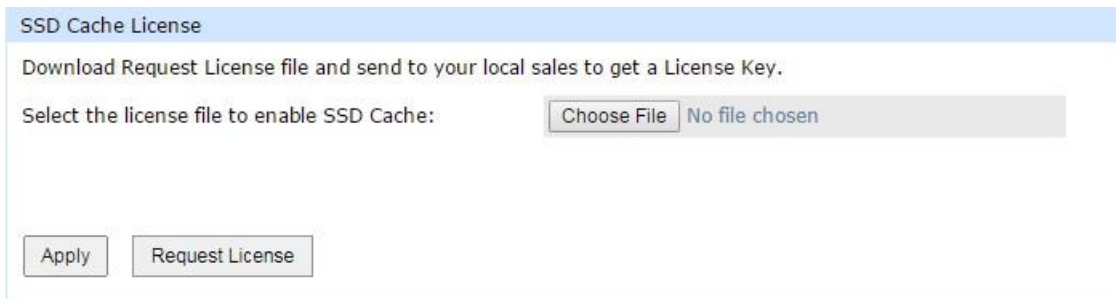 SSD Cache License
Download Request License file and send to your local sales to get a License Key.
Select the license file to enable SSD Cache: Choose File No file chosen
Apply Request License